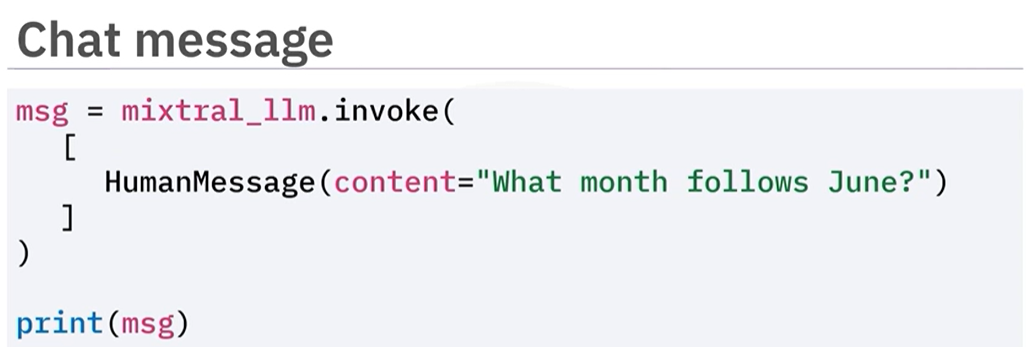 Chat message
msg = mixtral_llm.invoke(
   [
     HumanMessage(content="What month follows June?")
   ]
)

print(msg)